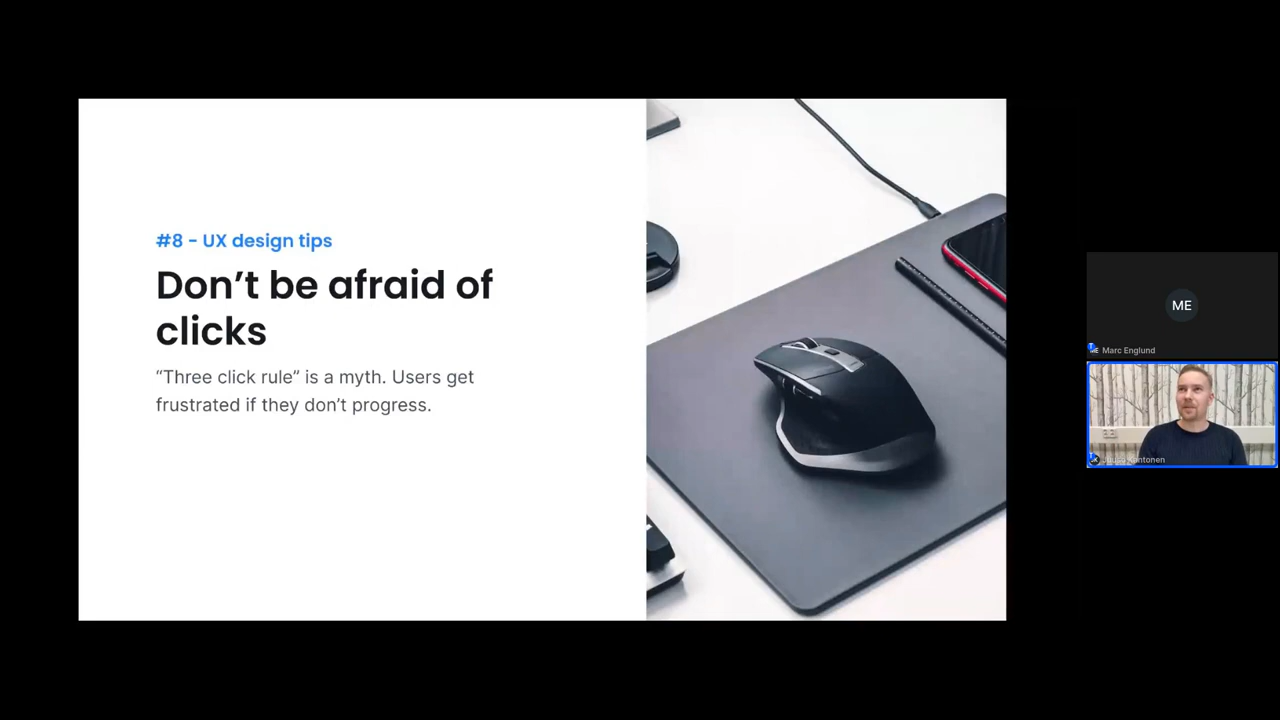 #8 - UX design tips
Don’t be afraid of
clicks
“Three click rule” is a myth. Users get
frustrated if they don’t progress.
ME
Marc Englund